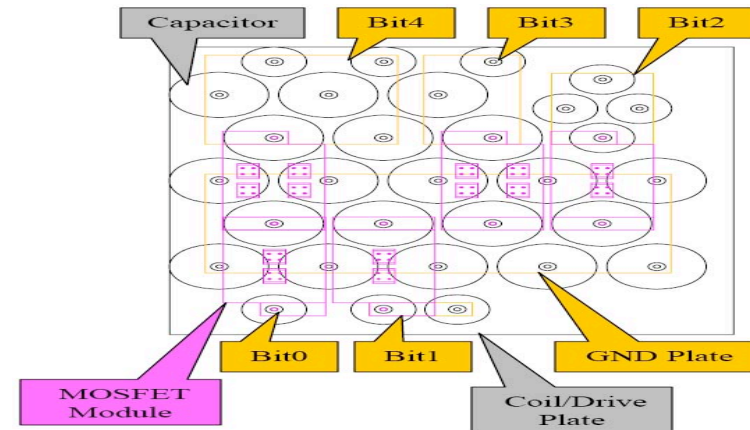 Capacitor
Bit4
Bit3
Bit2
Bit0
Bit1
GND Plate
MOSFET
Module
Coil/Drive
Plate